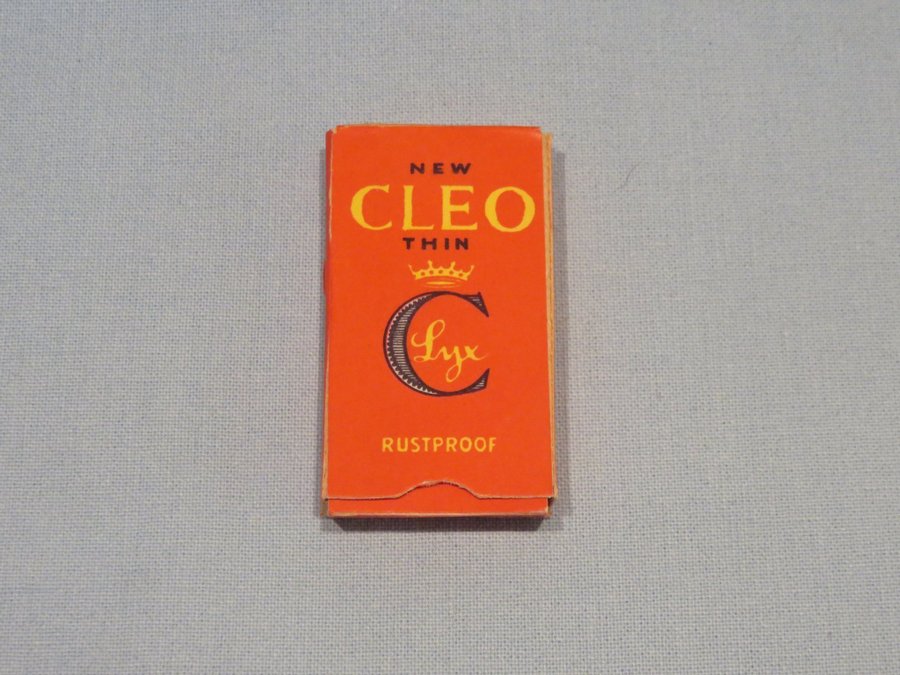 NEW
CLEO
THIN
C
Lyx
RUSTPROOF